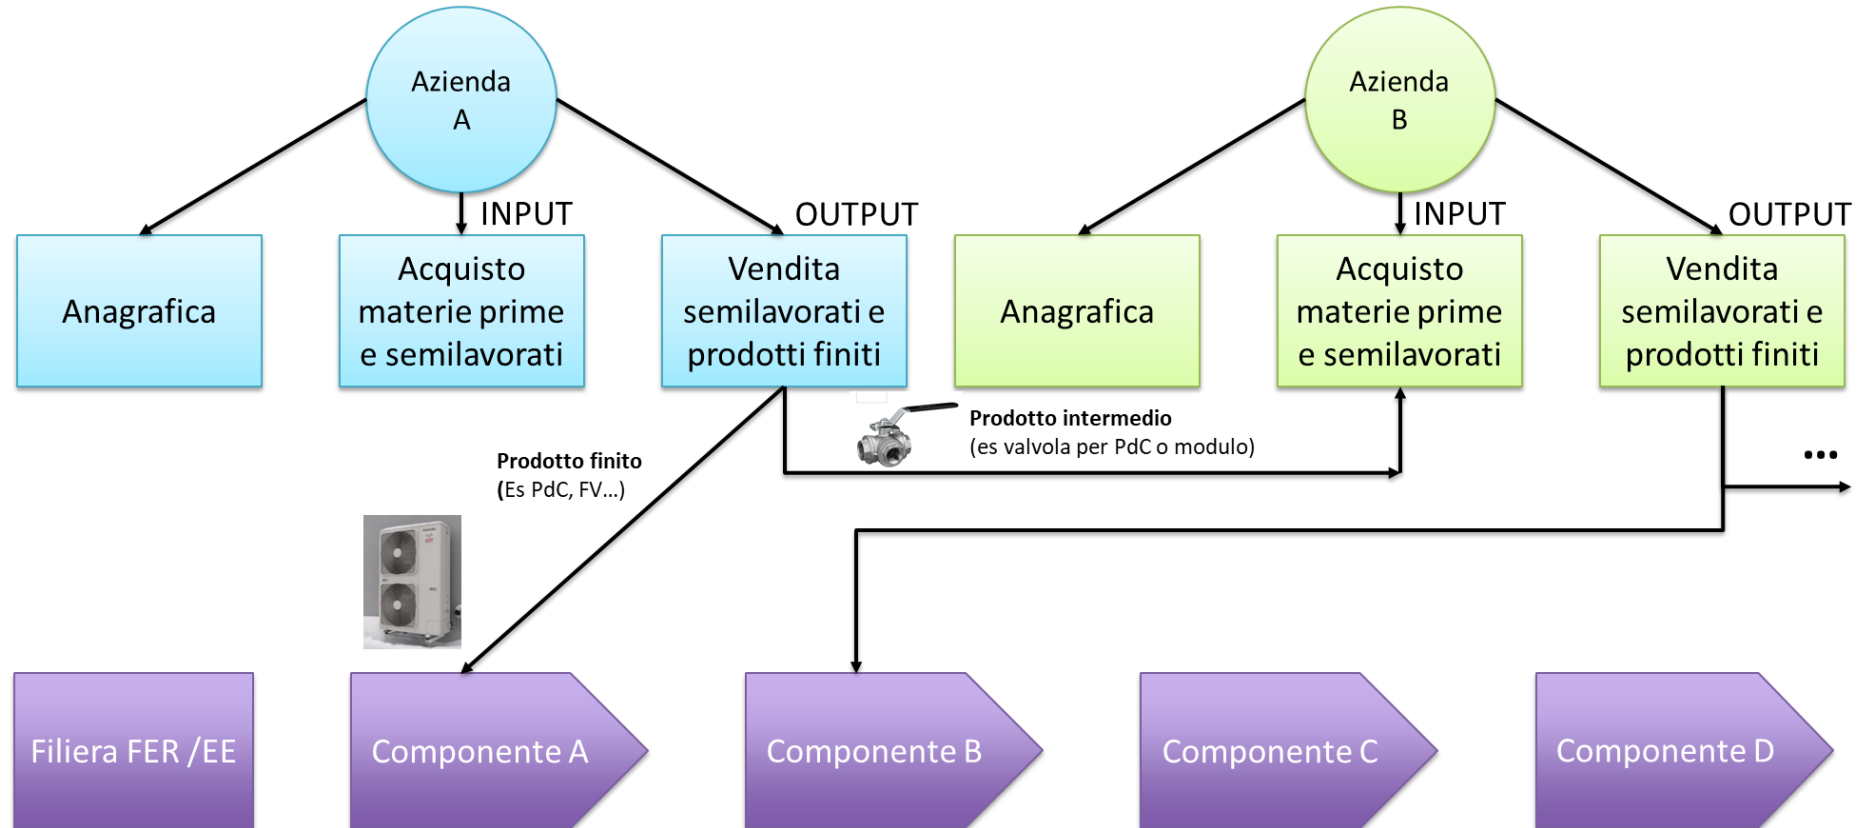 Azienda
A
Azienda
B
INPUT
OUTPUT
INPUT
OUTPUT
Anagrafica
Acquisto
materie prime
e semilavorati
Vendita
semilavorati e
prodotti finiti
Anagrafica
Acquisto
materie prime
e semilavorati
Vendita
semilavorati e
prodotti finiti
Prodotto intermedio
(es valvola per PdC o modulo)
Prodotto finito
(Es PdC, FV...)
...
Filiera FER /EE
Componente A
Componente B
Componente C
Componente D